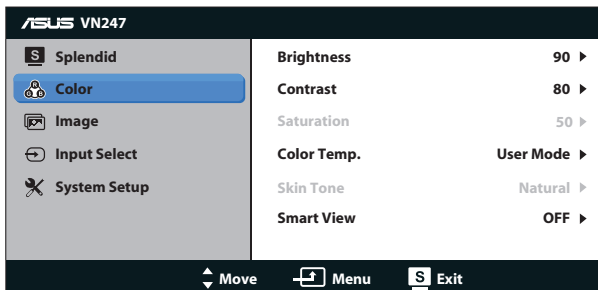 ASUS VN247
S Splendid
Color
Image
Input Select
System Setup
Brightness 90
Contrast 80
Saturation 50
Color Temp. User Mode
Skin Tone Natural
Smart View OFF
Move Menu S Exit